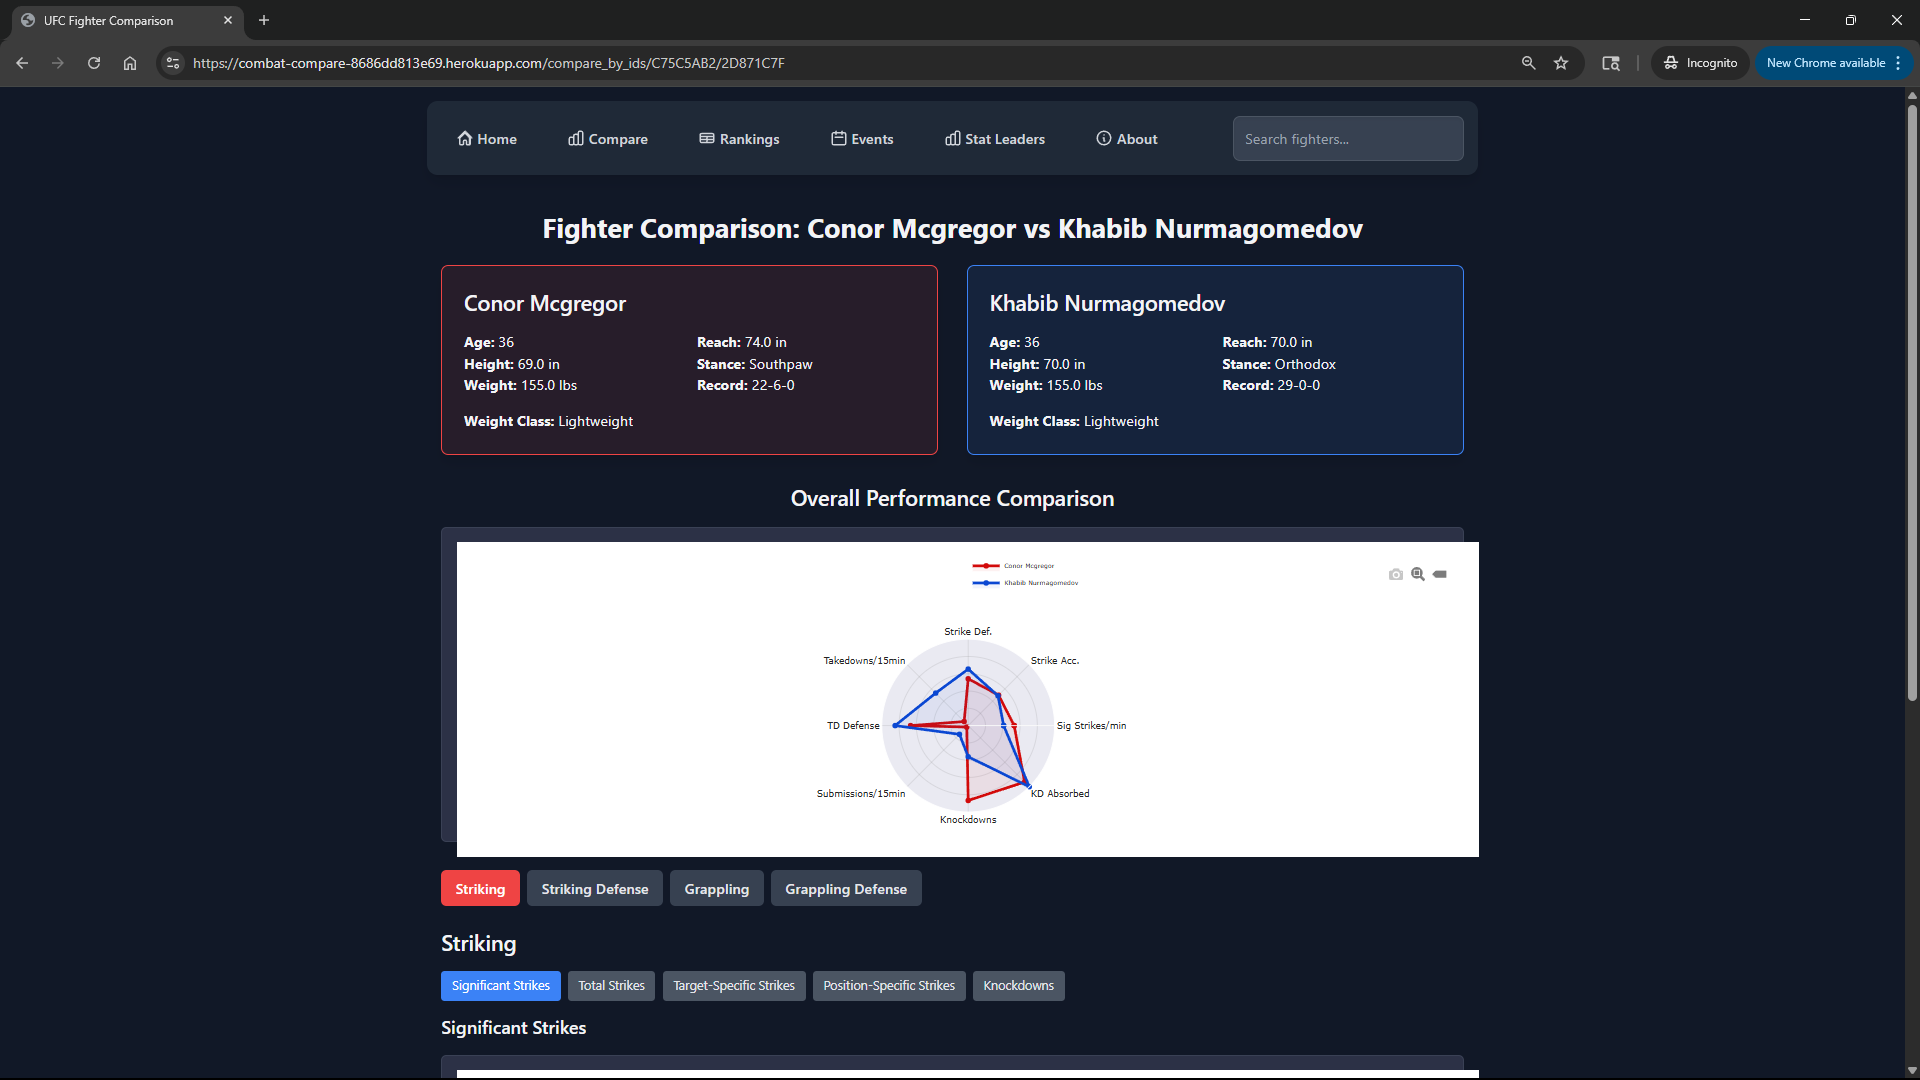 UFC Fighter Comparison
https://combat-compare-8686dd813e69.herokuapp.com/compare_by_ids/C75C5AB2/2D871C7F
Incognito
New Chrome available
Home
Compare
Rankings
Events
Stat Leaders
About
Search fighters...
Fighter Comparison: Conor Mcgregor vs Khabib Nurmagomedov
Conor Mcgregor
Age: 36
Reach: 74.0 in
Height: 69.0 in
Stance: Southpaw
Weight: 155.0 lbs
Record: 22-6-0
Weight Class: Lightweight
Khabib Nurmagomedov
Age: 36
Reach: 70.0 in
Height: 70.0 in
Stance: Orthodox
Weight: 155.0 lbs
Record: 29-0-0
Weight Class: Lightweight
Overall Performance Comparison
Conor Mcgregor
Khabib Nurmagomedov
Strike Def.
Takedowns/15min
Strike Acc.
TD Defense
Sig Strikes/min
Submissions/15min
KD Absorbed
Knockdowns
Striking
Striking Defense
Grappling
Grappling Defense
Striking
Significant Strikes
Total Strikes
Target-Specific Strikes
Position-Specific Strikes
Knockdowns
Significant Strikes